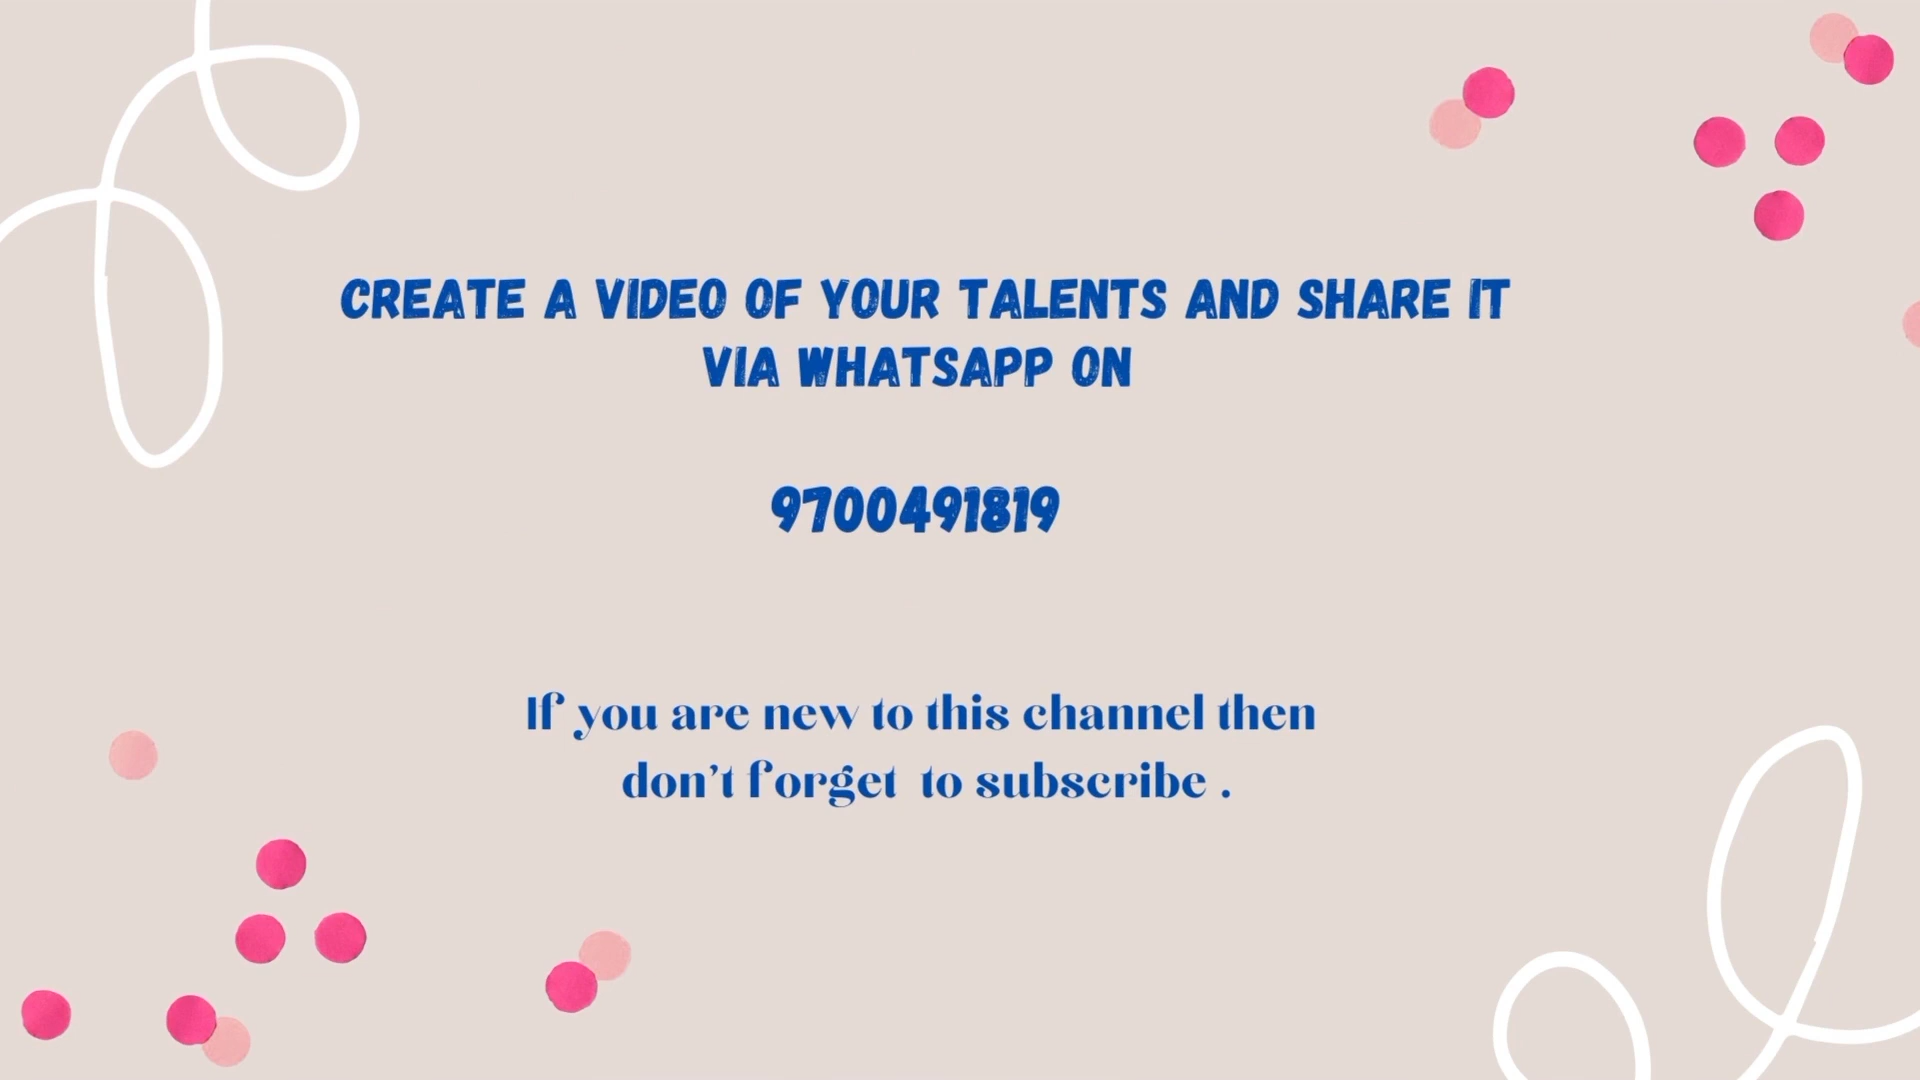 CREATE A VIDEO OF YOUR TALENTS AND SHARE IT
VIA WHATSAPP ON
9700491819
If you are new to this channel then
don't forget  to subscribe .